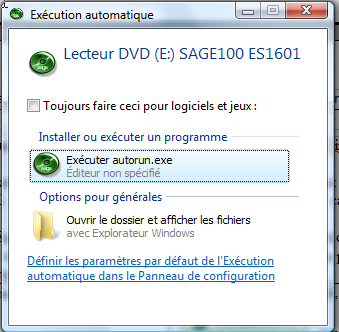 Exécution automatique
Lecteur DVD (E:) SAGE100 ES1601
Toujours faire ceci pour logiciels et jeux :
Installer ou exécuter un programme
Exécuter autorun.exe
Éditeur non spécifié
Options pour générales
Ouvrir le dossier et afficher les fichiers
avec Explorateur Windows
Définir les paramètres par défaut de l'Exécution
automatique dans le Panneau de configuration